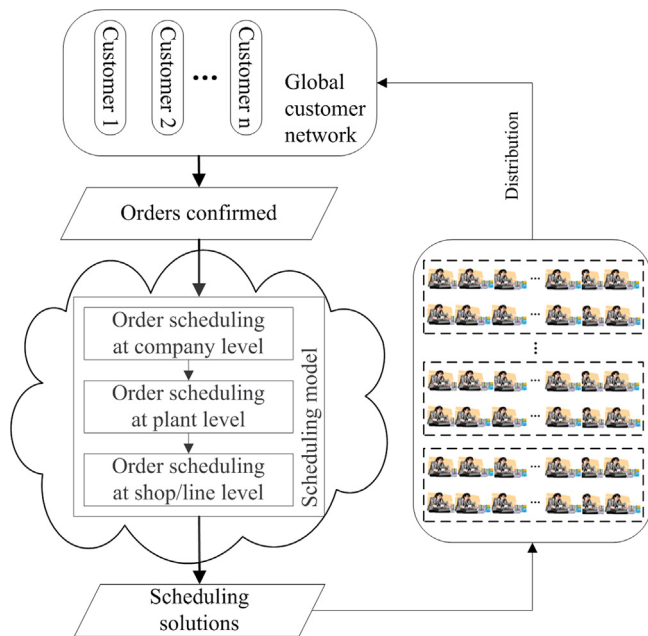 Customer 1
Customer 2
...
Customer n
Global
customer
network
Distribution
Orders confirmed
Order scheduling
at company level
Order scheduling
at plant level
Order scheduling
at shop/line level
Scheduling model
Scheduling
solutions